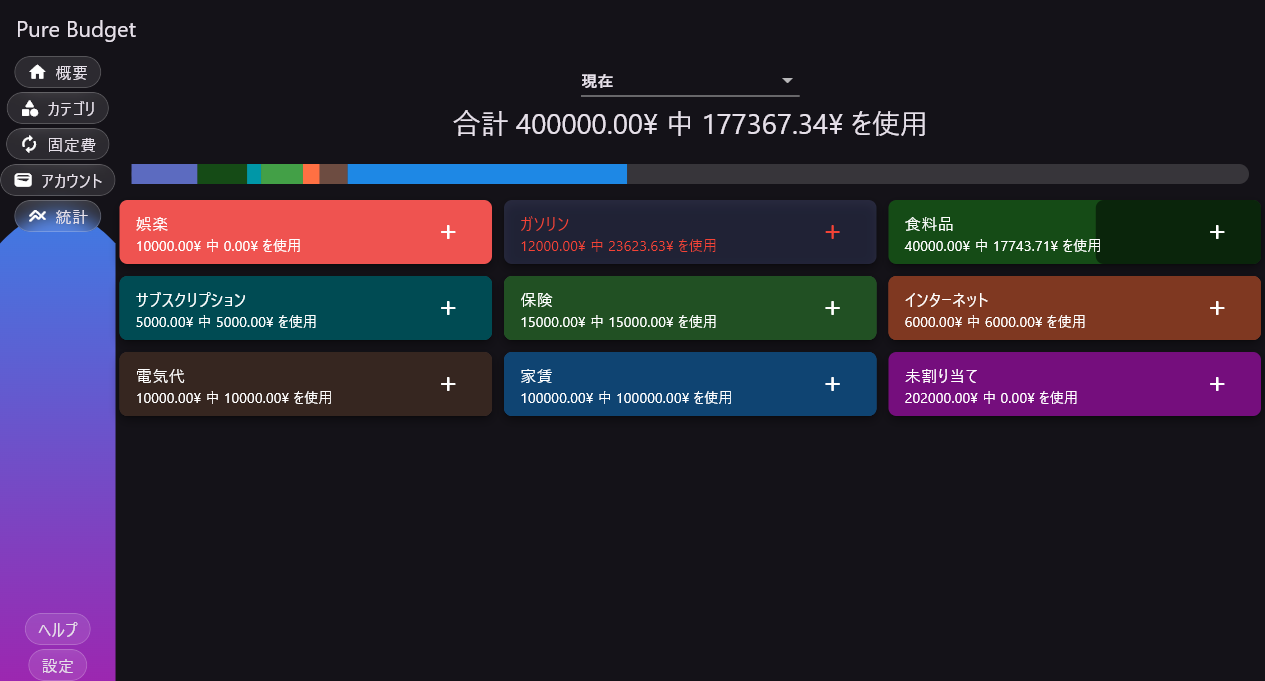 Pure Budget
概要
カテゴリ
固定費
アカウント
統計
現在
合計 400000.00¥ 中 177367.34¥ を使用
娯楽
10000.00¥ 中 0.00¥ を使用
ガソリン
12000.00¥ 中 23623.63¥ を使用
食料品
40000.00¥ 中 17743.71¥ を使用
サブスクリプション
5000.00¥ 中 5000.00¥ を使用
保険
15000.00¥ 中 15000.00¥ を使用
インターネット
6000.00¥ 中 6000.00¥ を使用
電気代
10000.00¥ 中 10000.00¥ を使用
家賃
100000.00¥ 中 100000.00¥ を使用
未割り当て
202000.00¥ 中 0.00¥ を使用
ヘルプ
設定